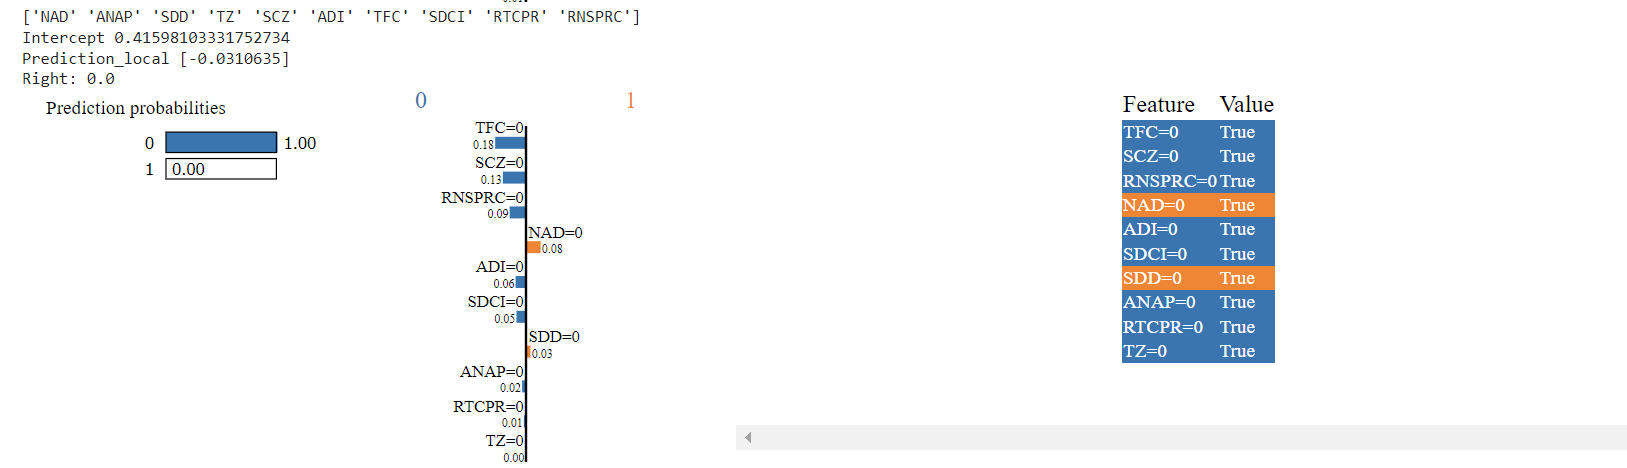 ['NAD' 'ANAP' 'SDD' 'TZ' 'SCZ' 'ADI' 'TFC' 'SDCI' 'RTCPR' 'RNSPRC']
Intercept 0.41598103331752734
Prediction_local [-0.0310635]
Right: 0.0
Prediction probabilities
0 1.00
1 0.00
0 1
TFC=0
0.18
SCZ=0
0.13
RNSPRC=0
0.09
NAD=0
0.08
ADI=0
0.06
SDCI=0
0.05
SDD=0
0.03
ANAP=0
0.02
RTCPR=0
0.01
TZ=0
0.00
Feature Value
TFC=0 True
SCZ=0 True
RNSPRC=0 True
NAD=0 True
ADI=0 True
SDCI=0 True
SDD=0 True
ANAP=0 True
RTCPR=0 True
TZ=0 True